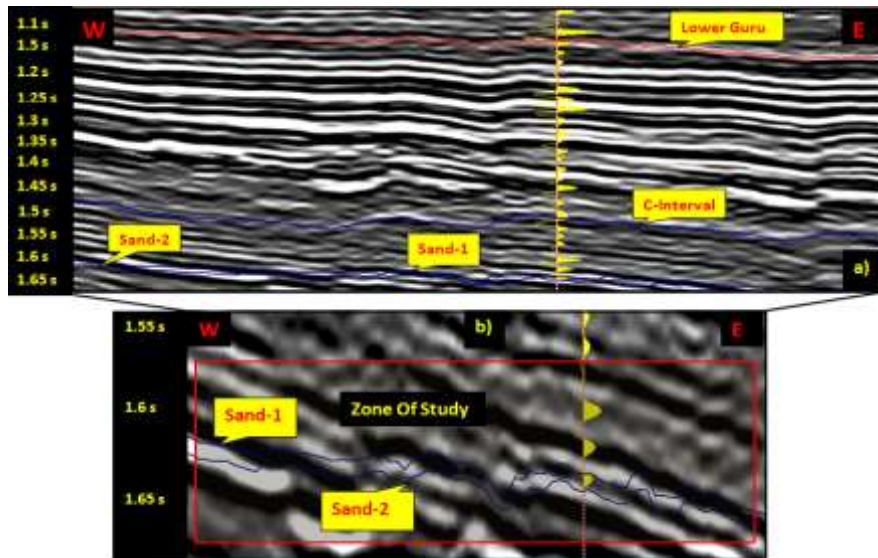 1.1 s
W
Lower Guru
E
1.5 s
1.2 s
1.25 s
1.3 s
1.35 s
1.4 s
1.45 s
1.5 s
C-Interval
1.55 s
Sand-2
Sand-1
1.6 s
1.65 s
a)
1.55 s
W
b)
E
1.6 s
Zone Of Study
Sand-1
1.65 s
Sand-2